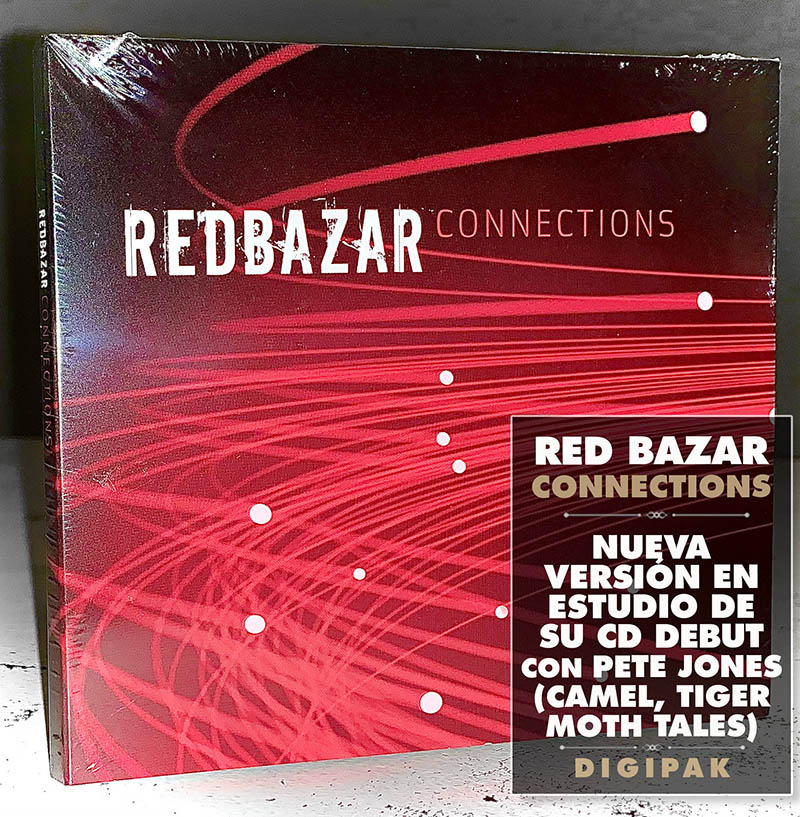 REDBAZAR CONNECTIONS
REDBAZAR CONNECTIONS
RED BAZAR
CONNECTIONS
NUEVA
VERSIÓN EN
ESTUDIO DE
SU CD DEBUT
CON PETE JONES
(CAMEL, TIGER
MOTH TALES)
DIGIPAK